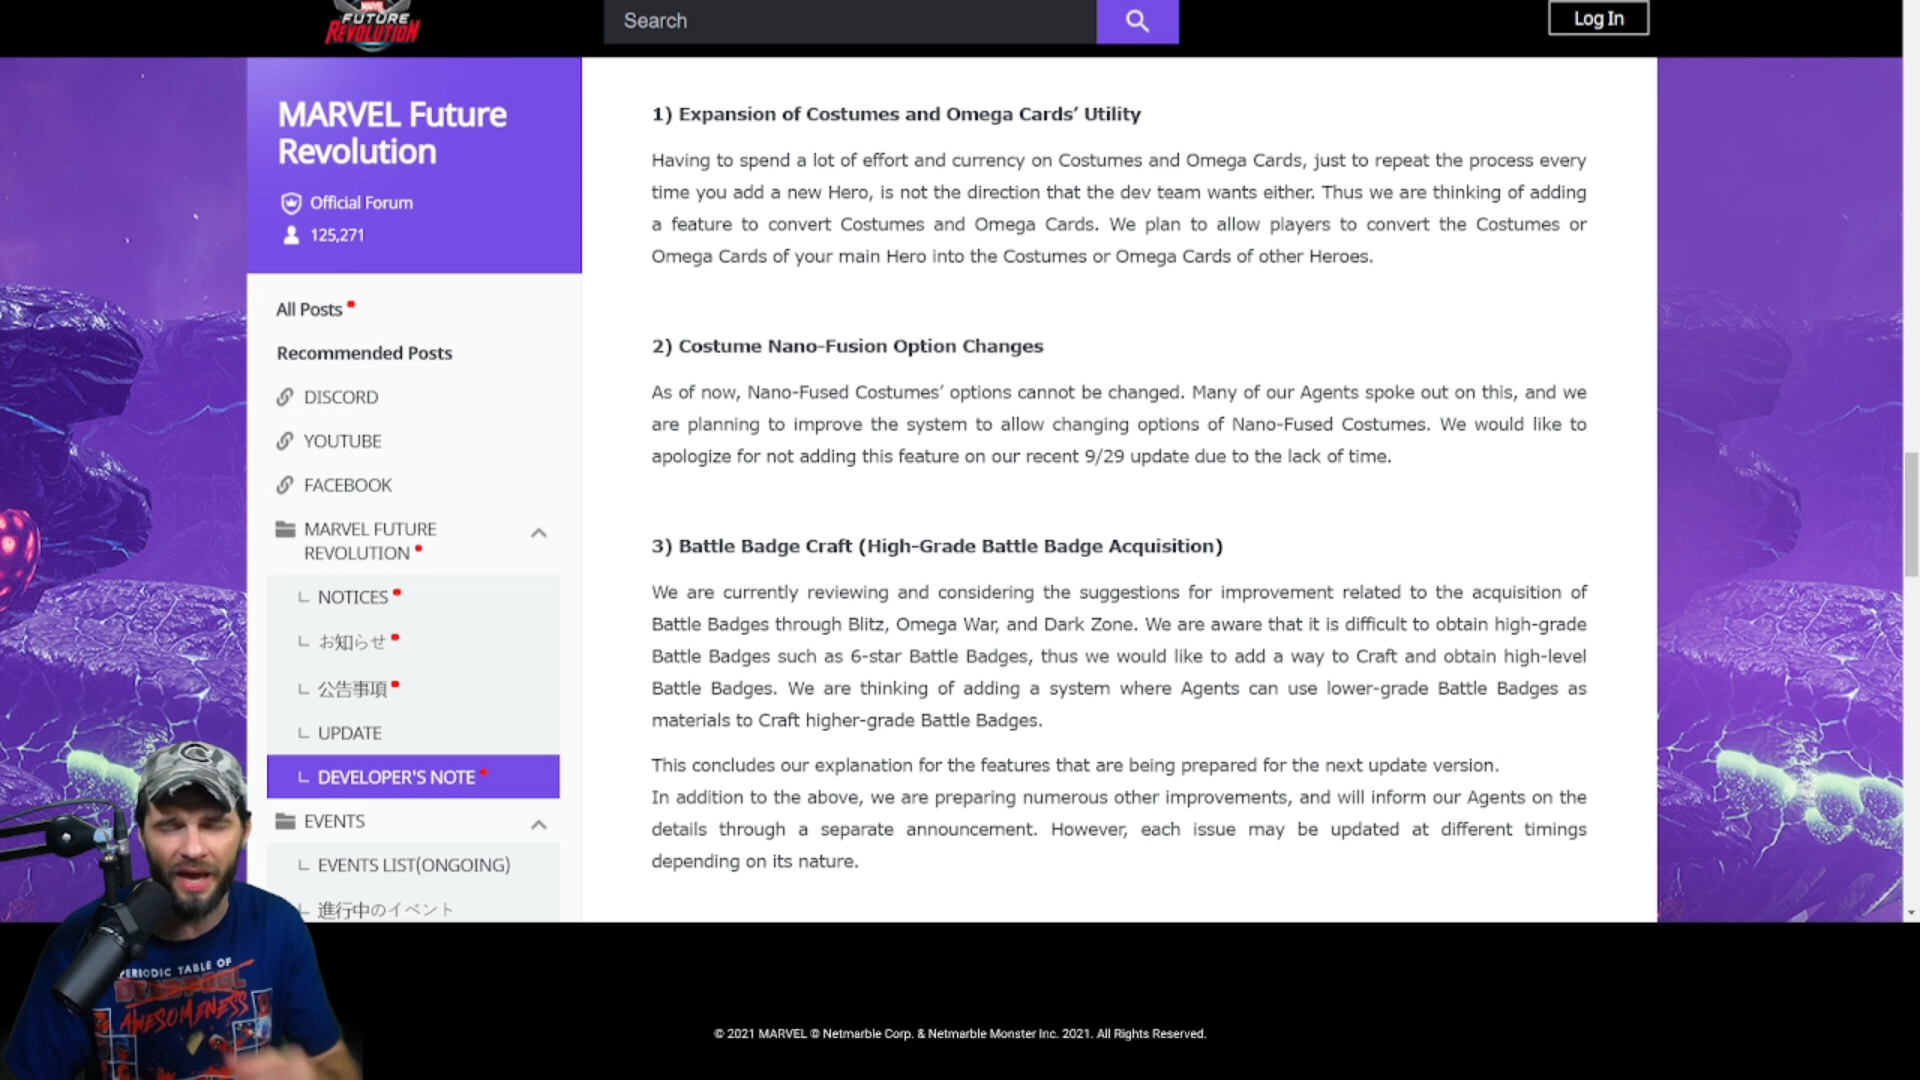 MARVEL
FUTURE
REVOLUTION
Search
Log In
MARVEL Future
Revolution
Official Forum
125,271
All Posts
Recommended Posts
DISCORD
YOUTUBE
FACEBOOK
MARVEL FUTURE
REVOLUTION
NOTICES
お知らせ
公告事項
UPDATE
DEVELOPER'S NOTE
EVENTS
EVENTS LIST(ONGOING)
進行中のイベント
1) Expansion of Costumes and Omega Cards’ Utility
Having to spend a lot of effort and currency on Costumes and Omega Cards, just to repeat the process every
time you add a new Hero, is not the direction that the dev team wants either. Thus we are thinking of adding
a feature to convert Costumes and Omega Cards. We plan to allow players to convert the Costumes or
Omega Cards of your main Hero into the Costumes or Omega Cards of other Heroes.
2) Costume Nano-Fusion Option Changes
As of now, Nano-Fused Costumes’ options cannot be changed. Many of our Agents spoke out on this, and we
are planning to improve the system to allow changing options of Nano-Fused Costumes. We would like to
apologize for not adding this feature on our recent 9/29 update due to the lack of time.
3) Battle Badge Craft (High-Grade Battle Badge Acquisition)
We are currently reviewing and considering the suggestions for improvement related to the acquisition of
Battle Badges through Blitz, Omega War, and Dark Zone. We are aware that it is difficult to obtain high-grade
Battle Badges such as 6-star Battle Badges, thus we would like to add a way to Craft and obtain high-level
Battle Badges. We are thinking of adding a system where Agents can use lower-grade Battle Badges as
materials to Craft higher-grade Battle Badges.
This concludes our explanation for the features that are being prepared for the next update version.
In addition to the above, we are preparing numerous other improvements, and will inform our Agents on the
details through a separate announcement. However, each issue may be updated at different timings
depending on its nature.
PERIODIC TABLE OF
AWESOMENESS
© 2021 MARVEL © Netmarble Corp. & Netmarble Monster Inc. 2021. All Rights Reserved.